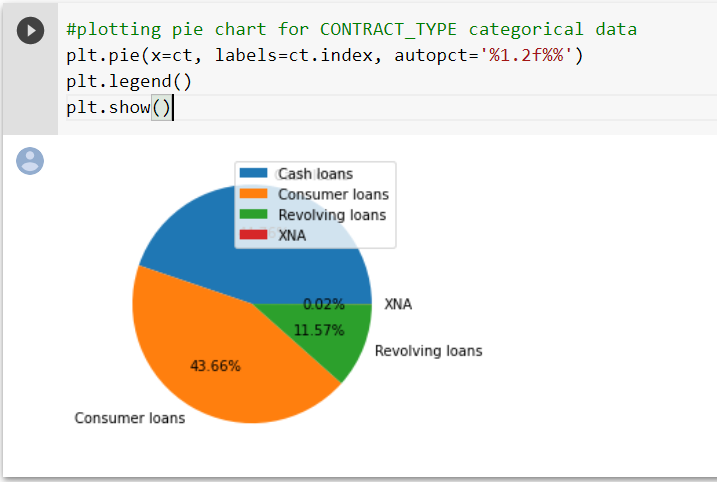 #plotting pie chart for CONTRACT_TYPE categorical data
plt.pie(x=ct, labels=ct.index, autopct='%1.2f%%')
plt.legend()
plt.show()
Cash loans
Consumer loans
Revolving loans
XNA
0.02%
XNA
11.57%
Revolving loans
43.66%
Consumer loans